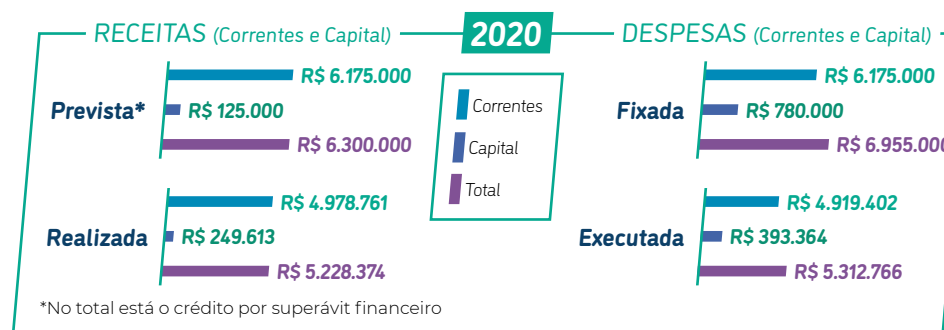 RECEITAS (Correntes e Capital)
2020
DESPESAS (Correntes e Capital)
Prevista*
R$ 6.175.000
R$ 125.000
R$ 6.300.000
Realizada
R$ 4.978.761
R$ 249.613
R$ 5.228.374
Correntes
Capital
Total
Fixada
R$ 6.175.000
R$ 780.000
R$ 6.955.000
Executada
R$ 4.919.402
R$ 393.364
R$ 5.312.766
*No total está o crédito por superávit financeiro